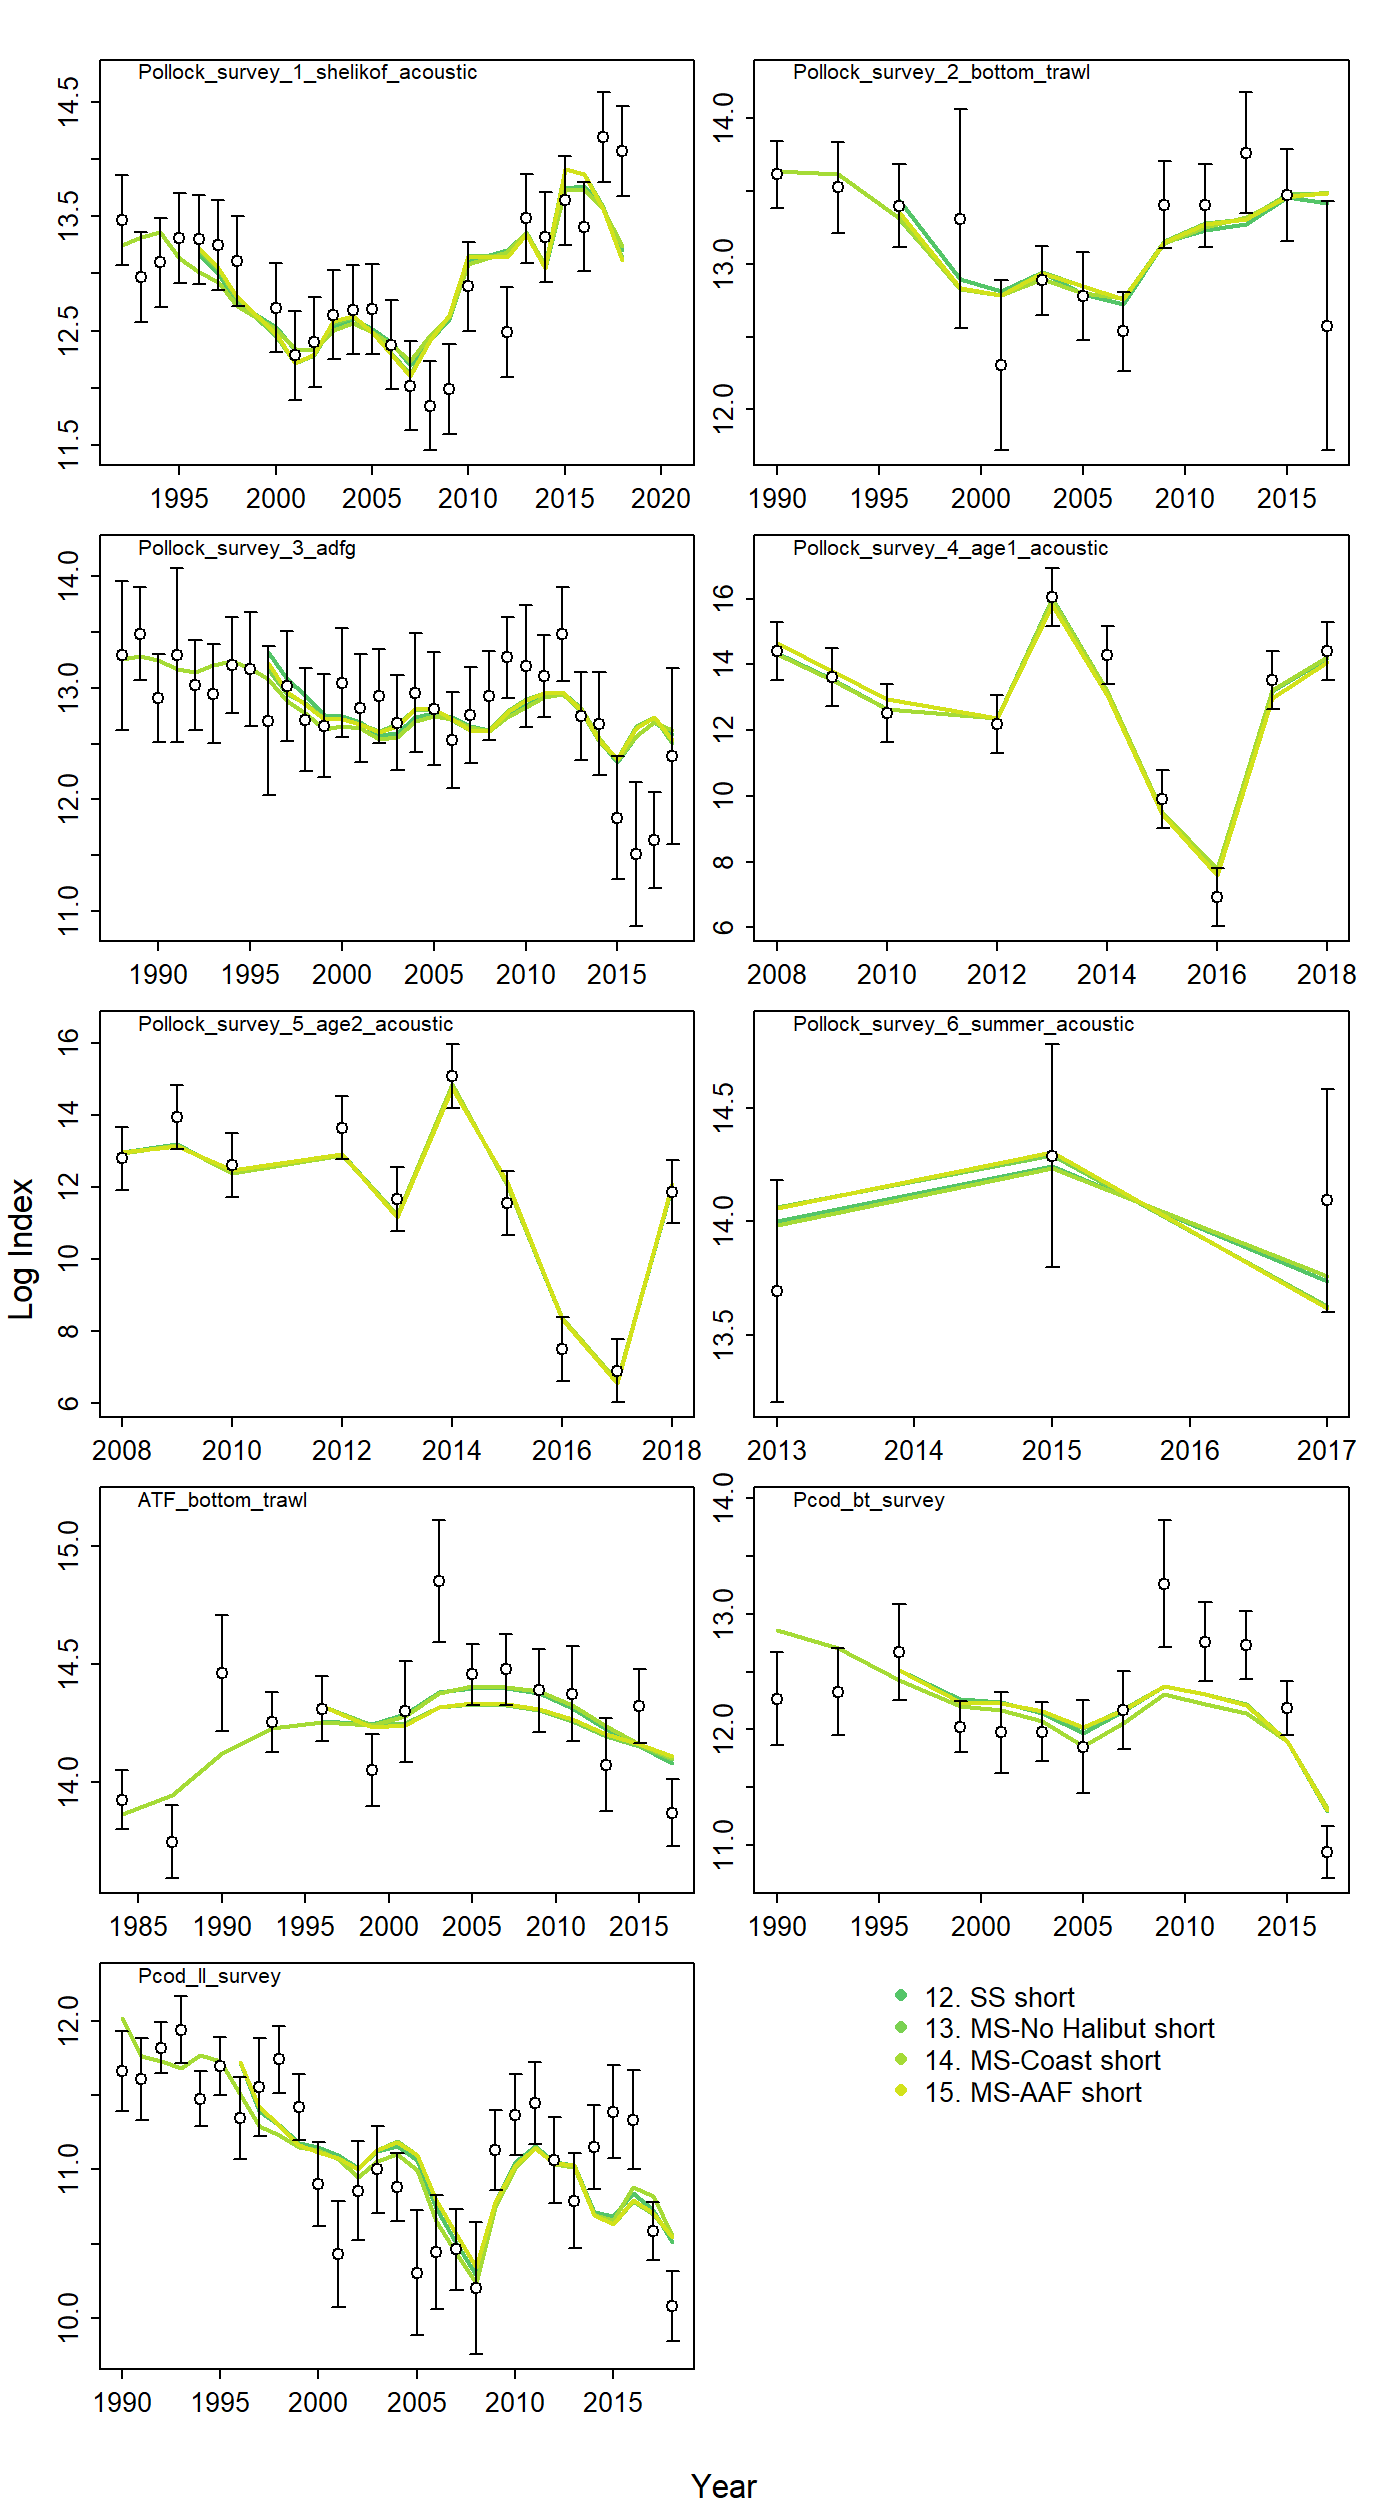 Pollock_survey_1_shelikof_acoustic
11.5 12.5 13.5 14.5
1995 2000 2005 2010 2015 2020
Pollock_survey_2_bottom_trawl
12.0 13.0 14.0
1990 1995 2000 2005 2010 2015
Pollock_survey_3_adfg
11.0 12.0 13.0 14.0
1990 1995 2000 2005 2010 2015
Pollock_survey_4_age1_acoustic
6 8 10 12 14 16
2008 2010 2012 2014 2016 2018
Pollock_survey_5_age2_acoustic
6 8 10 12 14 16
2008 2010 2012 2014 2016 2018
Pollock_survey_6_summer_acoustic
13.5 14.0 14.5
2013 2014 2015 2016 2017
Log Index
ATF_bottom_trawl
14.0 14.5 15.0
1985 1990 1995 2000 2005 2010 2015
Pcod_bt_survey
11.0 12.0 13.0 14.0
1990 1995 2000 2005 2010 2015
Pcod_ll_survey
10.0 11.0 12.0
1990 1995 2000 2005 2010 2015
12. SS short
13. MS-No Halibut short
14. MS-Coast short
15. MS-AAF short
Year